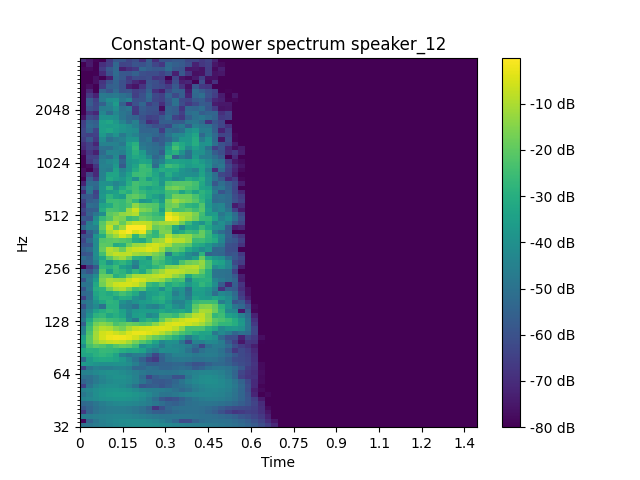 Constant-Q power spectrum speaker_12
Hz
2048
1024
512
256
128
64
32
0 0.15 0.3 0.45 0.6 0.75 0.9 1.1 1.2 1.4
Time
-10 dB
-20 dB
-30 dB
-40 dB
-50 dB
-60 dB
-70 dB
-80 dB